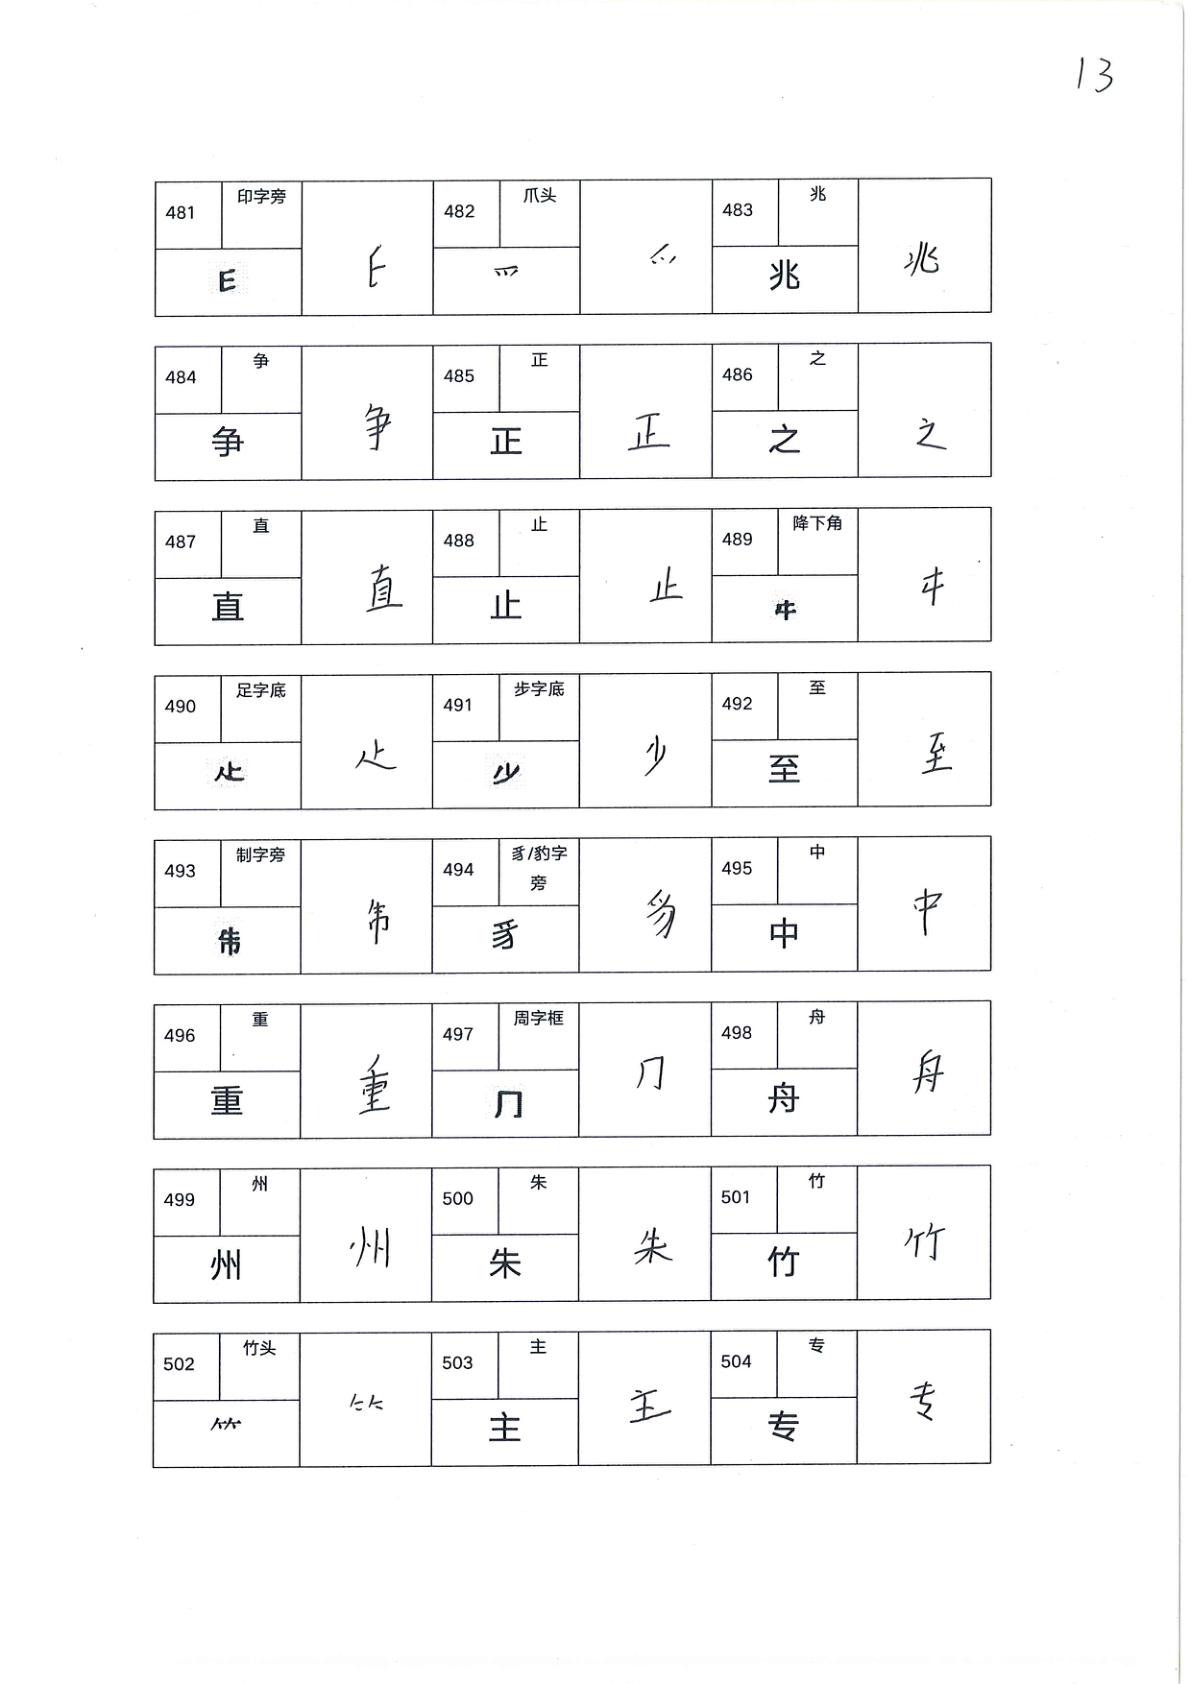 13
481 印字旁 482 爪头 483 兆
E E 爫 爫 兆 兆
484 争 485 正 486 之
争 争 正 正 之 之
487 直 488 止 489 降下角
直 直 止 止 㐄 㐄
490 足字底 491 步字底 492 至
龰 龰 少 少 至 至
493 制字旁 494 豸/豹字旁 495 中
豸 豸 中 中
496 重 497 周字框 498 舟
重 重 ⺆ ⺆ 舟 舟
499 州 500 朱 501 竹
州 州 朱 朱 竹 竹
502 竹头 503 主 504 专
⺮ ⺮ 主 主 专 专